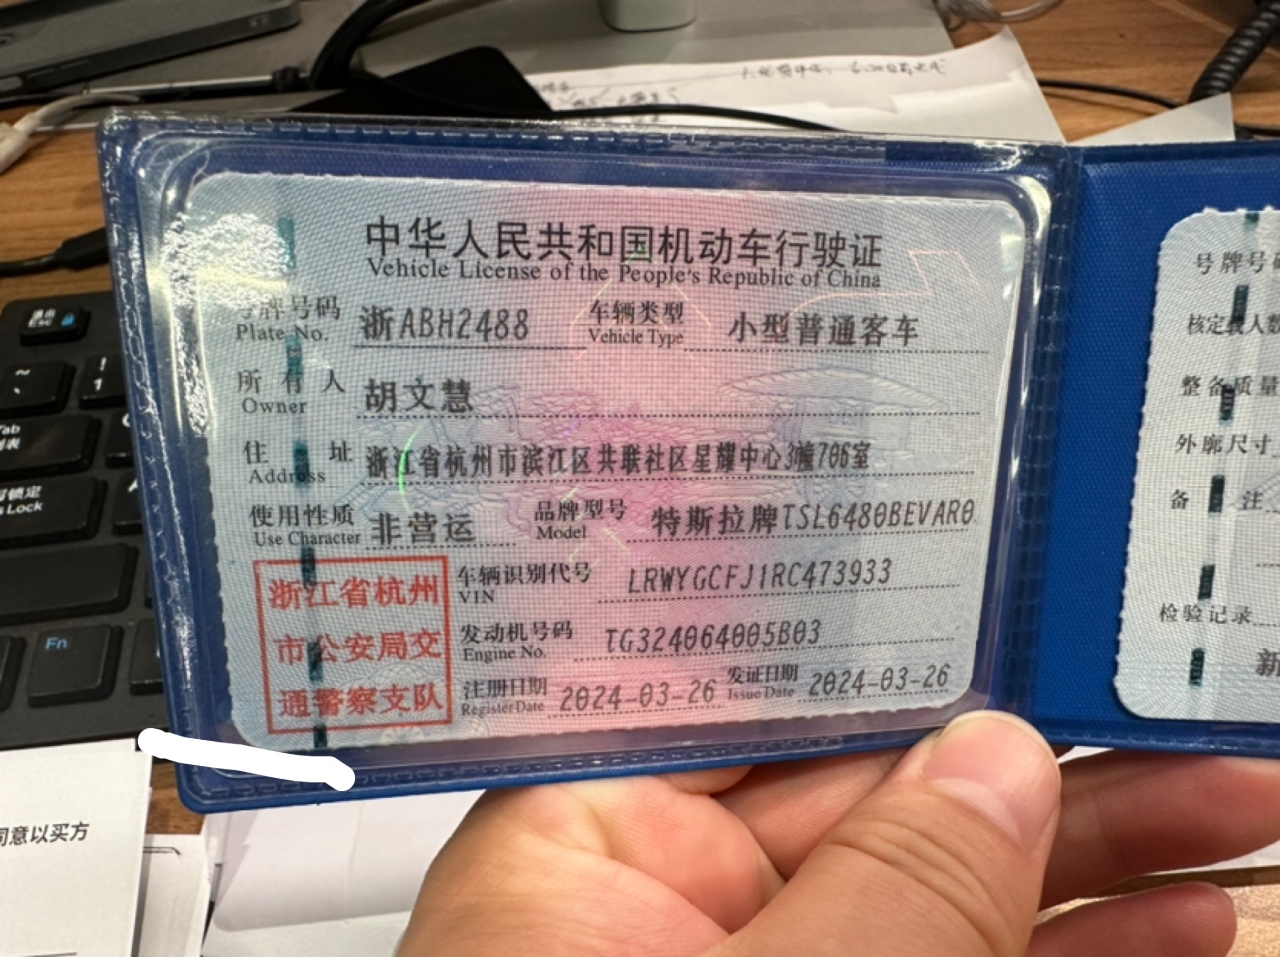 中华人民共和国机动车行驶证
Vehicle License of the People's Republic of China
号牌号码 浙ABH2488 车辆类型 小型普通客车
Plate No. Vehicle Type
所有人 胡文慧
Owner
住址 浙江省杭州市滨江区共联社区星耀中心3幢706室
Address
使用性质 非营运 品牌型号 特斯拉牌TSL6480BEVAR0
Use Character Model
浙江省杭州
市公安局交
通警察支队
车辆识别代号 LRWYGCFJ1RC473933
VIN
发动机号码 TG324064005B03
Engine No.
注册日期 2024-03-26 发证日期 2024-03-26
Register Date Issue Date
号牌号码
核定载人数
整备质量
外廓尺寸
备注
检验记录
新
退出
Esc
~
!
1
Tab
Lock
Fn
同意以买方